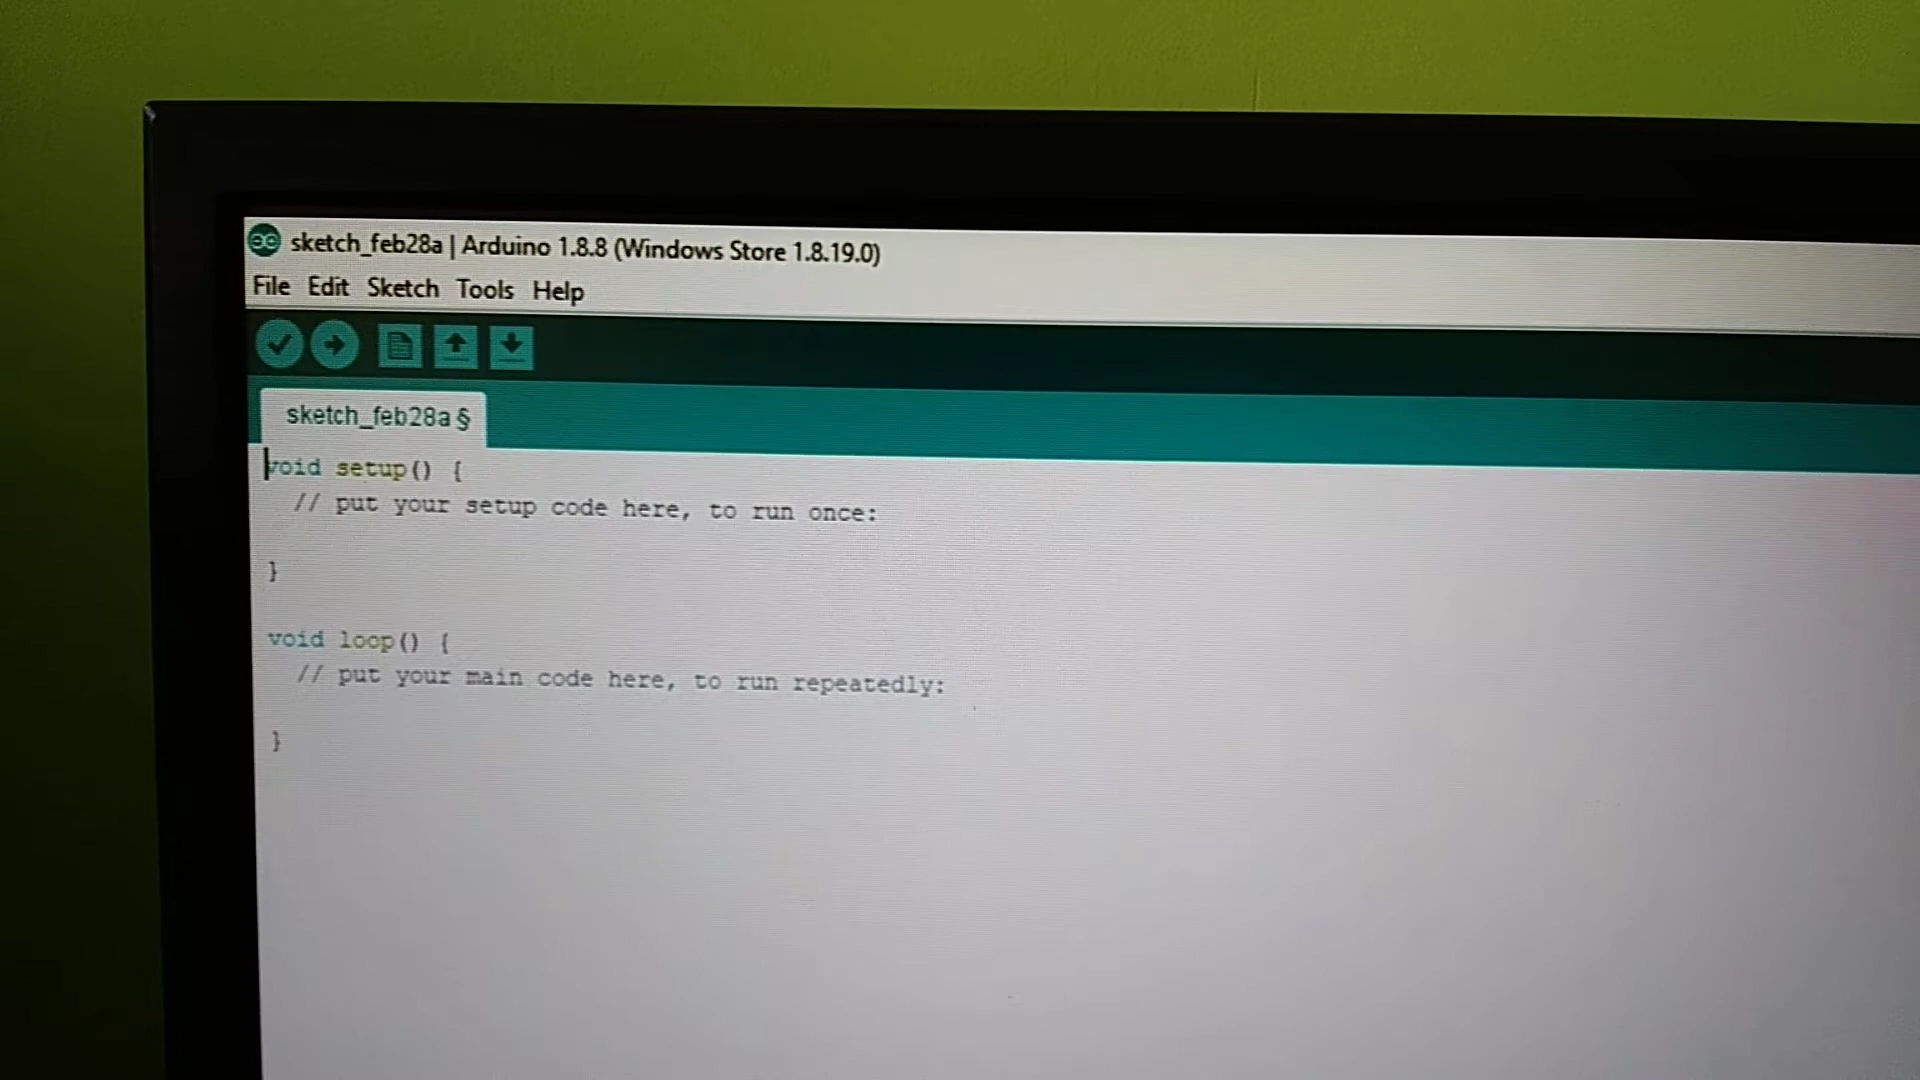 sketch_feb28a | Arduino 1.8.8 (Windows Store 1.8.19.0)
File Edit Sketch Tools Help
sketch_feb28a §
void setup() {
  // put your setup code here, to run once:
}
void loop() {
  // put your main code here, to run repeatedly:
}